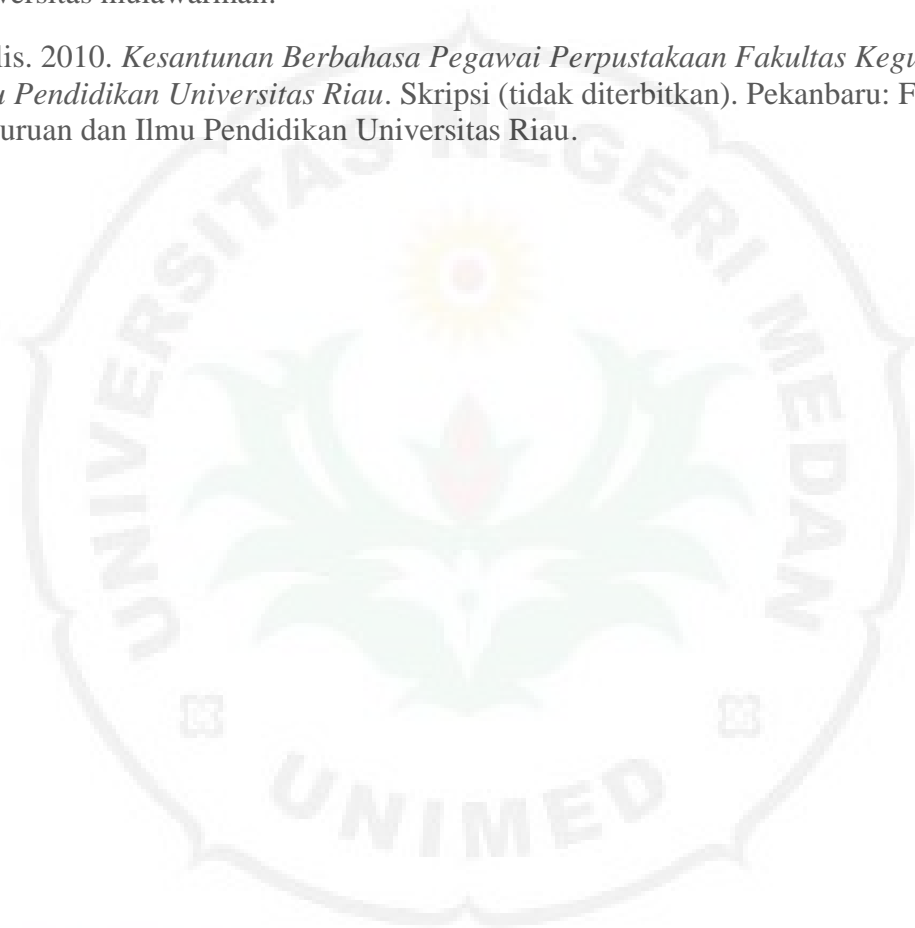 lis. 2010. Kesantunan Berbahasa Pegawai Perpustakaan Fakultas Kegu
u Pendidikan Universitas Riau. Skripsi (tidak diterbitkan). Pekanbaru: F
uruan dan Ilmu Pendidikan Universitas Riau.
UNIVERSITAS NEGERI MEDAN
UNIMED